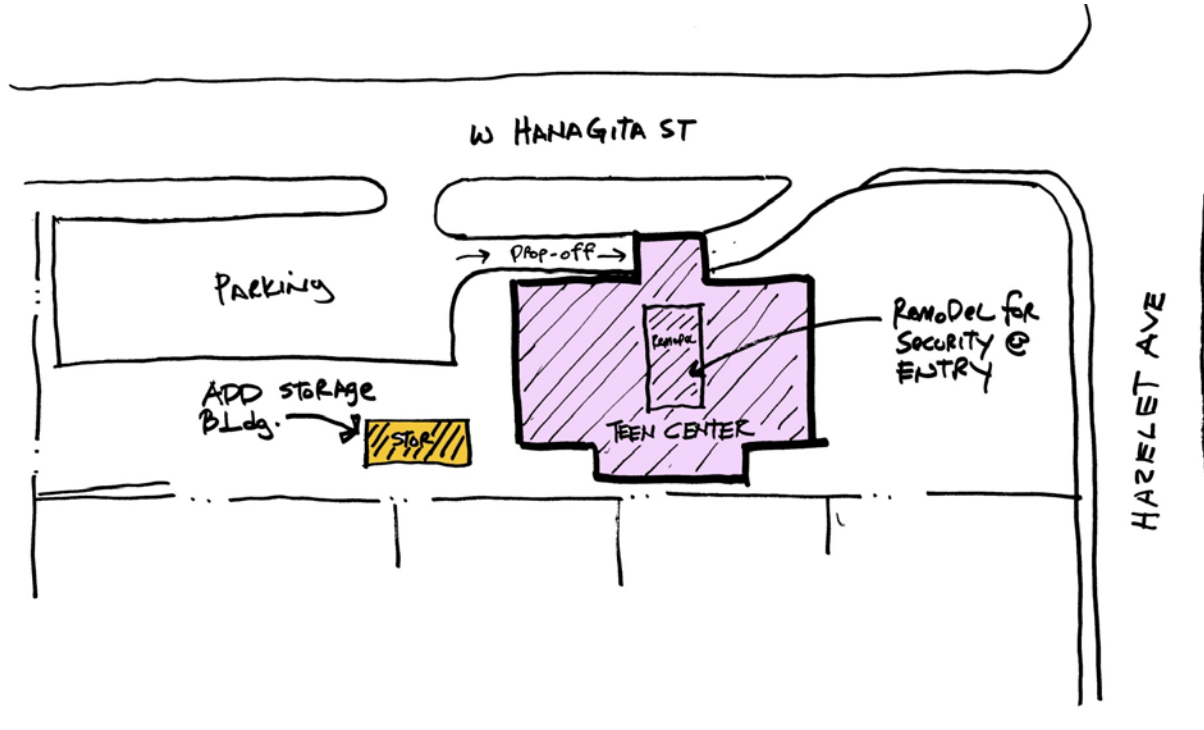 W HANAGITA ST
→ DROP-OFF →
PARKING
REMODEL FOR
SECURITY @
ENTRY
REMODEL
ADD STORAGE
BLDG.
STOR
TEEN CENTER
HAZELET AVE